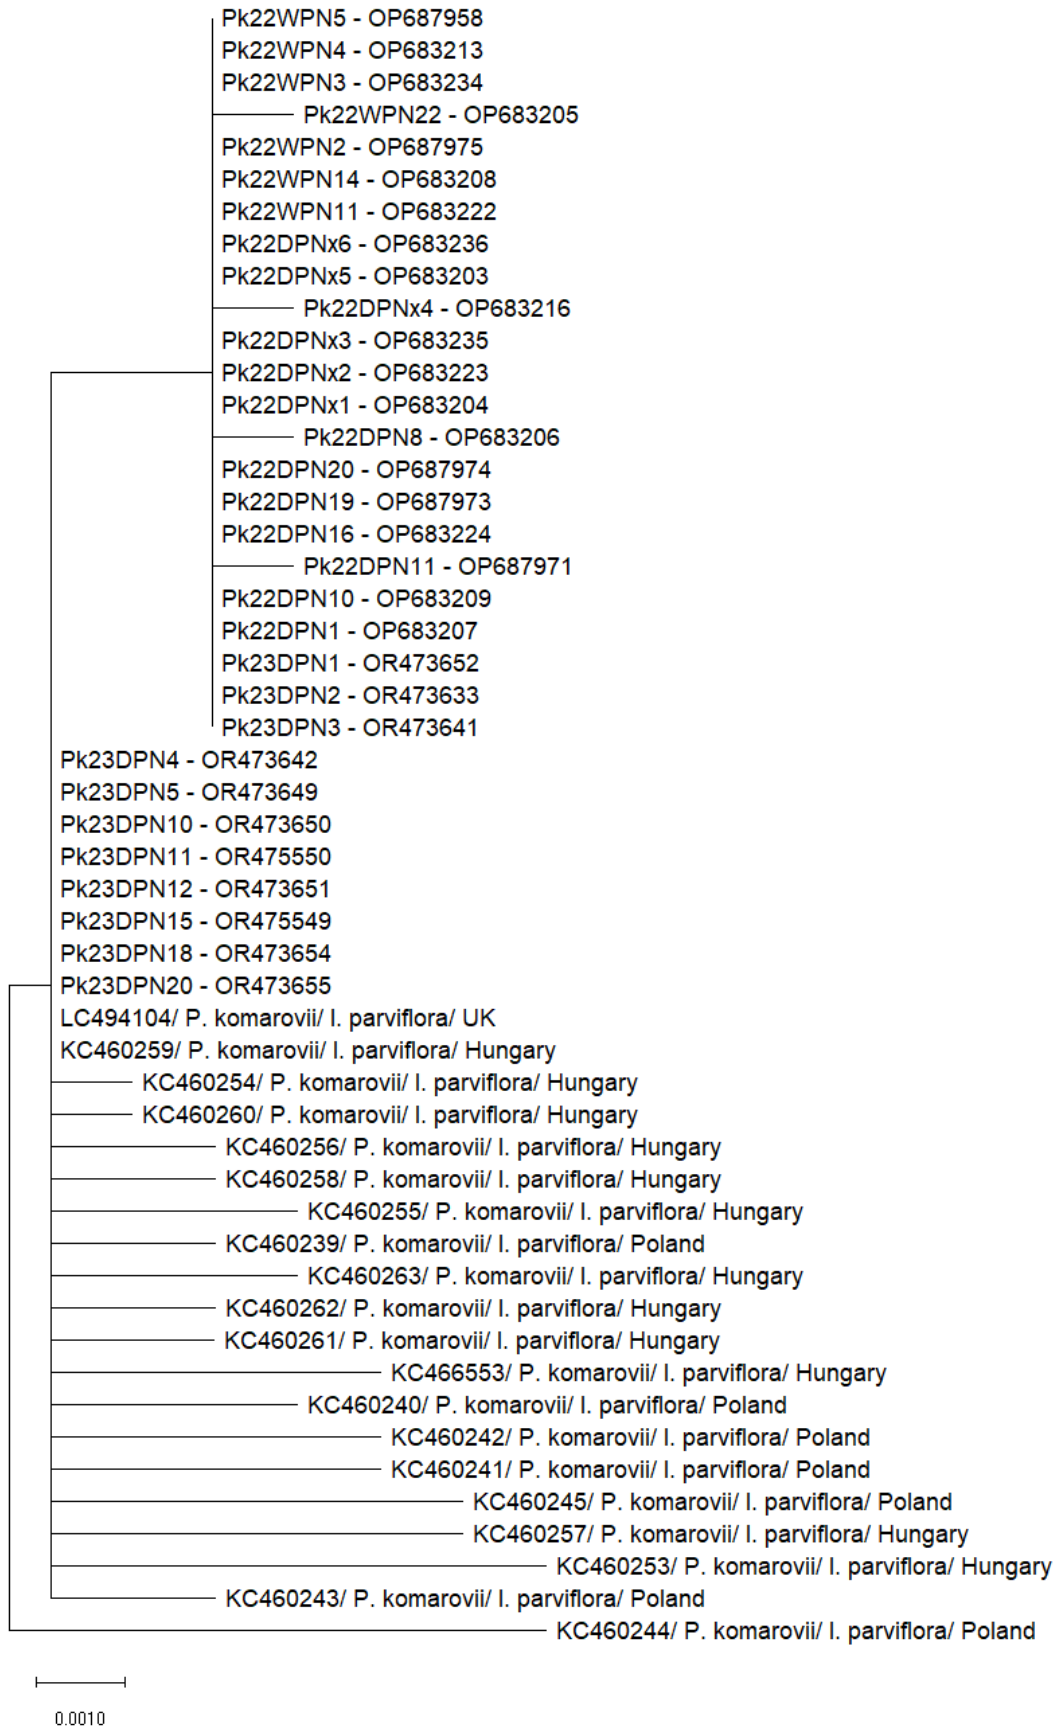 Pk22WPN5 - OP687958
Pk22WPN4 - OP683213
Pk22WPN3 - OP683234
Pk22WPN22 - OP683205
Pk22WPN2 - OP687975
Pk22WPN14 - OP683208
Pk22WPN11 - OP683222
Pk22DPNx6 - OP683236
Pk22DPNx5 - OP683203
Pk22DPNx4 - OP683216
Pk22DPNx3 - OP683235
Pk22DPNx2 - OP683223
Pk22DPNx1 - OP683204
Pk22DPN8 - OP683206
Pk22DPN20 - OP687974
Pk22DPN19 - OP687973
Pk22DPN16 - OP683224
Pk22DPN11 - OP687971
Pk22DPN10 - OP683209
Pk22DPN1 - OP683207
Pk23DPN1 - OR473652
Pk23DPN2 - OR473633
Pk23DPN3 - OR473641
Pk23DPN4 - OR473642
Pk23DPN5 - OR473649
Pk23DPN10 - OR473650
Pk23DPN11 - OR475550
Pk23DPN12 - OR473651
Pk23DPN15 - OR475549
Pk23DPN18 - OR473654
Pk23DPN20 - OR473655
LC494104/ P. komarovii/ I. parviflora/ UK
KC460259/ P. komarovii/ I. parviflora/ Hungary
KC460254/ P. komarovii/ I. parviflora/ Hungary
KC460260/ P. komarovii/ I. parviflora/ Hungary
KC460256/ P. komarovii/ I. parviflora/ Hungary
KC460258/ P. komarovii/ I. parviflora/ Hungary
KC460255/ P. komarovii/ I. parviflora/ Hungary
KC460239/ P. komarovii/ I. parviflora/ Poland
KC460263/ P. komarovii/ I. parviflora/ Hungary
KC460262/ P. komarovii/ I. parviflora/ Hungary
KC460261/ P. komarovii/ I. parviflora/ Hungary
KC466553/ P. komarovii/ I. parviflora/ Hungary
KC460240/ P. komarovii/ I. parviflora/ Poland
KC460242/ P. komarovii/ I. parviflora/ Poland
KC460241/ P. komarovii/ I. parviflora/ Poland
KC460245/ P. komarovii/ I. parviflora/ Poland
KC460257/ P. komarovii/ I. parviflora/ Hungary
KC460253/ P. komarovii/ I. parviflora/ Hungary
KC460243/ P. komarovii/ I. parviflora/ Poland
KC460244/ P. komarovii/ I. parviflora/ Poland
0.0010